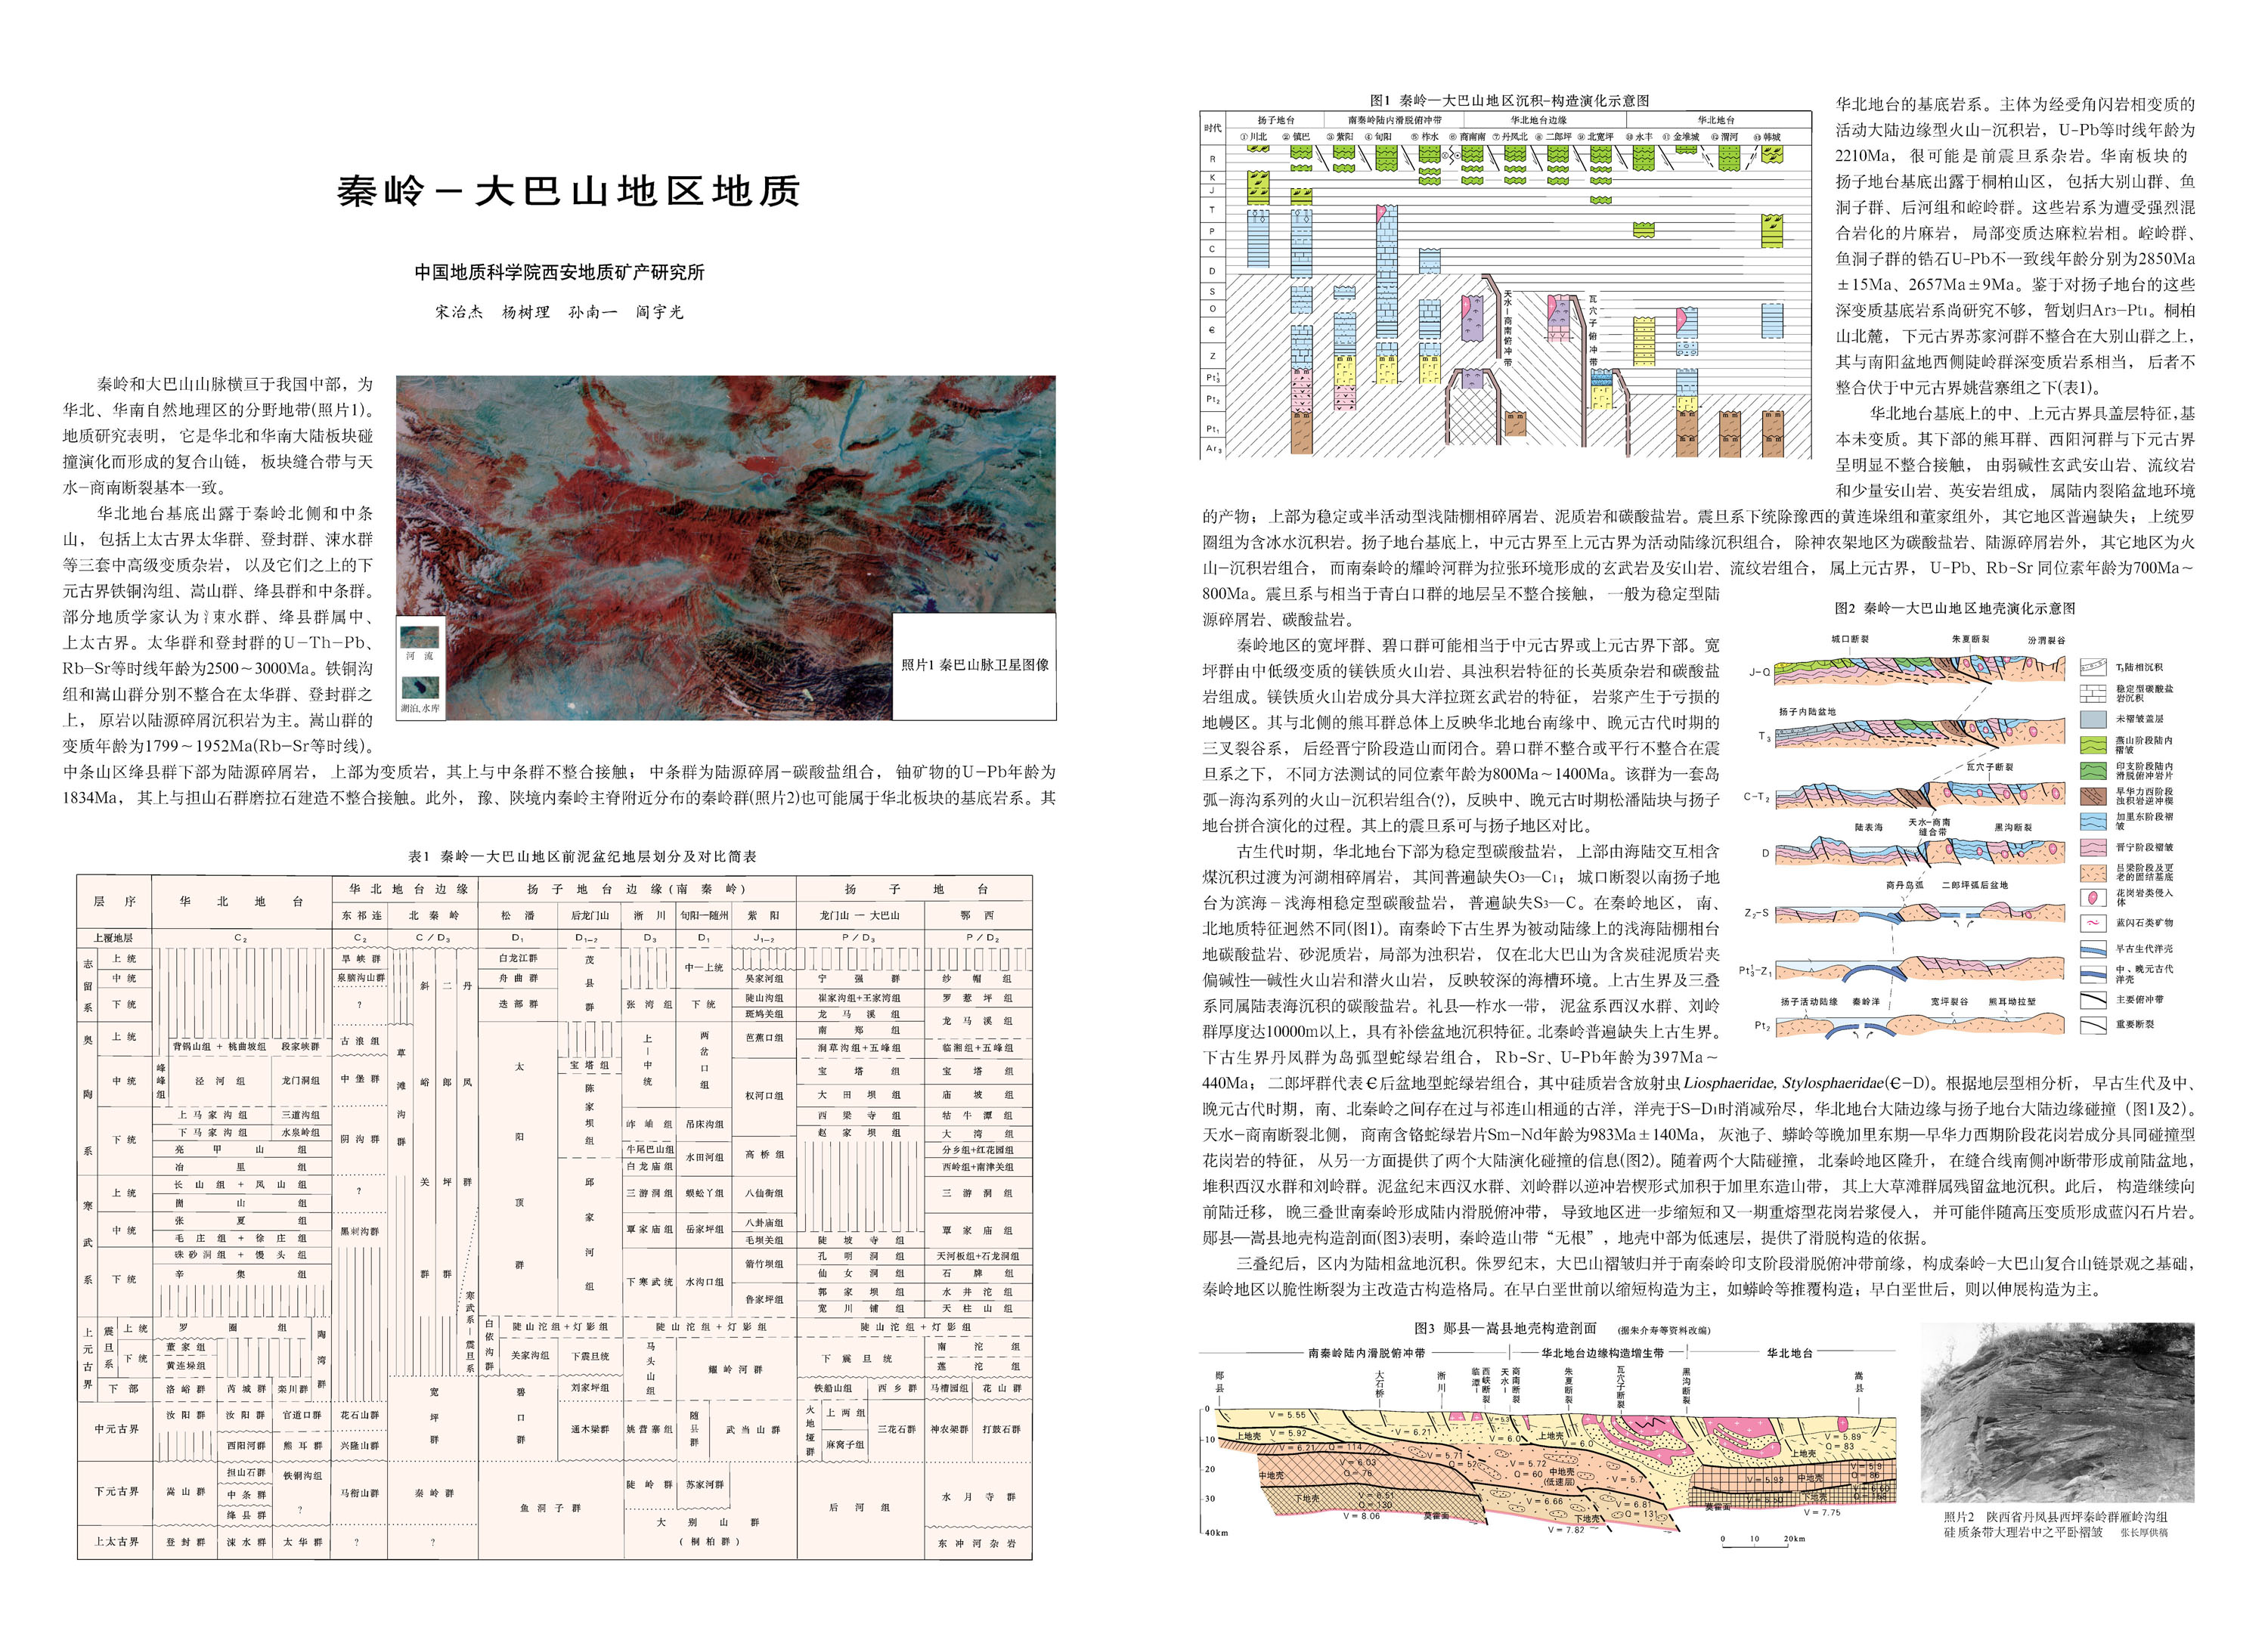 秦岭－大巴山地区地质
中国地质科学院西安地质矿产研究所
宋治杰 杨树理 孙南一 阎宇光
秦岭和大巴山山脉横亘于我国中部，为
华北、华南自然地理区的分野地带(照片1)。
地质研究表明， 它是华北和华南大陆板块碰
撞演化而形成的复合山链， 板块缝合带与天
水−商南断裂基本一致。
华北地台基底出露于秦岭北侧和中条
山， 包括上太古界太华群、登封群、涑水群
等三套中高级变质杂岩， 以及它们之上的下
元古界铁铜沟组、嵩山群、绛县群和中条群。
部分地质学家认为氵束水群、绛县群属中、
上太古界。太华群和登封群的U−Th−Pb、
Rb−Sr等时线年龄为2500～3000Ma。铁铜沟
组和嵩山群分别不整合在太华群、登封群之
上， 原岩以陆源碎屑沉积岩为主。嵩山群的
变质年龄为1799～1952Ma(Rb−Sr等时线)。
中条山区绛县群下部为陆源碎屑岩， 上部为变质岩，其上与中条群不整合接触； 中条群为陆源碎屑−碳酸盐组合， 铀矿物的U−Pb年龄为
1834Ma， 其上与担山石群磨拉石建造不整合接触。此外， 豫、陕境内秦岭主脊附近分布的秦岭群(照片2)也可能属于华北板块的基底岩系。其
河 流
湖泊,水库
照片1 秦巴山脉卫星图像
表1 秦岭—大巴山地区前泥盆纪地层划分及对比简表
层 序 华 北 地 台 华 北 地 台 边 缘 扬 子 地 台 边 缘 (南 秦 岭) 扬 子 地 台
东 祁 连 北 秦 岭 松 潘 后龙门山 淅 川 旬阳一随州 紫 阳 龙门山 一 大巴山 鄂 西
上覆地层 C₂ C₂ C / D₃ D₁ D₁₋₂ D₃ D₁ J₁₋₂ P / D₃ P / D₂
志留系 上 统 旱 峡 群 白龙江群 茂县群 中一上统
中 统 泉脑沟山群 舟 曲 群 吴家河组 宁 强 群 纱 帽 组
下 统 ? 迭 部 群 张 湾 组 下 统 陡山沟组 崔家沟组+王家湾组 罗 惹 坪 组
斑鸠关组 龙 马 溪 组 龙 马 溪 组
奥陶系 上 统 背锅山组 + 桃曲坡组 段家峡群 古 浪 组 芭蕉口组 南 郑 组
涧草沟组+五峰组 临湘组+五峰组
中 统 峰峰组 泾 河 组 龙门洞组 中 堡 群 宝 塔 组 上一中统 两岔口组 权河口组 宝 塔 组 宝 塔 组
大 田 坝 组 庙 坡 组
下 统 上 马 家 沟 组 三道沟组 阴 沟 群 陈家坝组 岞 𡶴 组 吊床沟组 西 梁 寺 组 牯 牛 潭 组
下 马 家 沟 组 水泉岭组 赵 家 坝 组 大 湾 组
亮 甲 山 组 牛尾巴山组 水田河组 高 桥 组 分乡组+红花园组
冶 里 组 白 龙 庙 组 西岭组+南津关组
寒武系 上 统 长 山 组 + 凤 山 组 ? 三 游 洞 组 蜈蚣丫组 八仙街组 三 游 洞 组
崮 山 组
中 统 张 夏 组 黑刺沟群 覃 家 庙 组 岳家坪组 八卦庙组 覃 家 庙 组
毛 庄 组 + 徐 庄 组 毛坝关组 陡 坡 寺 组
下 统 硃 砂 洞 组 + 馒 头 组 下 寒 武 统 水沟口组 箭竹坝组 孔 明 洞 组 天河板组+石龙洞组
辛 集 组 仙 女 洞 组 石 牌 组
鲁家坪组 郭 家 坝 组 水 井 沱 组
宽 川 铺 组 天 柱 山 组
草滩沟群 斜峪关群 二郎坪群 丹凤群 太阳顶群 邱家河组
寒武系—震旦系
上元古界 震旦系 上 统 罗 圈 组 陶湾群 白依沟群 陡 山 沱 组 + 灯 影 组 陡 山 沱 组 + 灯 影 组 陡 山 沱 组 + 灯 影 组
下 统 董 家 组 关家沟组 下震旦统 马头山组 耀 岭 河 群 下 震 旦 统 南 沱 组
黄连垛组 莲 沱 组
下 部 洛 峪 群 芮 城 群 栾川群 宽坪群 碧口群 刘家坪组 铁船山组 西 乡 群 马槽园组 花 山 群
中元古界 汝 阳 群 汝 阳 群 官道口群 花石山群 通木梁群 姚 营 寨 组 随县群 武 当 山 群 火地垭群 上 两 组 三花石群 神农架群 打鼓石群
西阳河群 熊 耳 群 兴隆山群 麻窝子组
下元古界 嵩 山 群 担山石群 铁铜沟组 马衔山群 秦 岭 群 鱼 洞 子 群 陡 岭 群 苏家河群 后 河 组 水 月 寺 群
中 条 群 ?
绛 县 群
大 别 山 群
上太古界 登 封 群 涑 水 群 太 华 群 ? ? ( 桐 柏 群 ) 东 冲 河 杂 岩
图1 秦岭—大巴山地区沉积−构造演化示意图
时代 扬子地台 南秦岭陆内滑脱俯冲带 华北地台边缘 华北地台
①川北 ②镇巴 ③紫阳 ④旬阳 ⑤柞水 ⑥商南南 ⑦丹凤北 ⑧二郎坪 ⑨北宽坪 ⑩永丰 ⑪金堆城 ⑫渭河 ⑬韩城
R
K
J
T
P
C
D
S
O
Є
Z
Pt₃¹
Pt₂
Pt₁
Ar₃
天水—商南俯冲带
瓦穴子俯冲带
华北地台的基底岩系。主体为经受角闪岩相变质的
活动大陆边缘型火山−沉积岩， U−Pb等时线年龄为
2210Ma， 很可能是前震旦系杂岩。华南板块的
扬子地台基底出露于桐柏山区， 包括大别山群、鱼
洞子群、后河组和崆岭群。这些岩系为遭受强烈混
合岩化的片麻岩， 局部变质达麻粒岩相。崆岭群、
鱼洞子群的锆石U−Pb不一致线年龄分别为2850Ma
±15Ma、2657Ma±9Ma。鉴于对扬子地台的这些
深变质基底岩系尚研究不够， 暂划归Ar₃−Pt₁。桐柏
山北麓， 下元古界苏家河群不整合在大别山群之上，
其与南阳盆地西侧陡岭群深变质岩系相当， 后者不
整合伏于中元古界姚营寨组之下(表1)。
华北地台基底上的中、上元古界具盖层特征，基
本未变质。其下部的熊耳群、西阳河群与下元古界
呈明显不整合接触， 由弱碱性玄武安山岩、流纹岩
和少量安山岩、英安岩组成， 属陆内裂陷盆地环境
的产物； 上部为稳定或半活动型浅陆棚相碎屑岩、泥质岩和碳酸盐岩。震旦系下统除豫西的黄连垛组和董家组外， 其它地区普遍缺失； 上统罗
圈组为含冰水沉积岩。扬子地台基底上， 中元古界至上元古界为活动陆缘沉积组合， 除神农架地区为碳酸盐岩、陆源碎屑岩外， 其它地区为火
山−沉积岩组合， 而南秦岭的耀岭河群为拉张环境形成的玄武岩及安山岩、流纹岩组合， 属上元古界， U−Pb、Rb−Sr 同位素年龄为700Ma～
800Ma。震旦系与相当于青白口群的地层呈不整合接触， 一般为稳定型陆
源碎屑岩、碳酸盐岩。
秦岭地区的宽坪群、碧口群可能相当于中元古界或上元古界下部。宽
坪群由中低级变质的镁铁质火山岩、具浊积岩特征的长英质杂岩和碳酸盐
岩组成。镁铁质火山岩成分具大洋拉斑玄武岩的特征， 岩浆产生于亏损的
地幔区。其与北侧的熊耳群总体上反映华北地台南缘中、晚元古代时期的
三叉裂谷系， 后经晋宁阶段造山而闭合。碧口群不整合或平行不整合在震
旦系之下， 不同方法测试的同位素年龄为800Ma～1400Ma。该群为一套岛
弧−海沟系列的火山−沉积岩组合(?)，反映中、晚元古时期松潘陆块与扬子
地台拼合演化的过程。其上的震旦系可与扬子地区对比。
古生代时期，华北地台下部为稳定型碳酸盐岩， 上部由海陆交互相含
煤沉积过渡为河湖相碎屑岩， 其间普遍缺失O₃—C₁； 城口断裂以南扬子地
台为滨海－浅海相稳定型碳酸盐岩， 普遍缺失S₃—C。在秦岭地区， 南、
北地质特征迥然不同(图1)。南秦岭下古生界为被动陆缘上的浅海陆棚相台
地碳酸盐岩、砂泥质岩，局部为浊积岩， 仅在北大巴山为含炭硅泥质岩夹
偏碱性—碱性火山岩和潜火山岩， 反映较深的海槽环境。上古生界及三叠
系同属陆表海沉积的碳酸盐岩。礼县—柞水一带， 泥盆系西汉水群、刘岭
群厚度达10000m以上，具有补偿盆地沉积特征。北秦岭普遍缺失上古生界。
下古生界丹凤群为岛弧型蛇绿岩组合， Rb−Sr、U−Pb年龄为397Ma～
440Ma； 二郎坪群代表Є后盆地型蛇绿岩组合，其中硅质岩含放射虫Liosphaeridae, Stylosphaeridae(Є−D)。根据地层型相分析， 早古生代及中、
晚元古代时期， 南、北秦岭之间存在过与祁连山相通的古洋，洋壳于S−D₁时消减殆尽， 华北地台大陆边缘与扬子地台大陆边缘碰撞（图1及2)。
天水−商南断裂北侧， 商南含铬蛇绿岩片Sm−Nd年龄为983Ma±140Ma， 灰池子、蟒岭等晚加里东期—早华力西期阶段花岗岩成分具同碰撞型
花岗岩的特征， 从另一方面提供了两个大陆演化碰撞的信息(图2)。随着两个大陆碰撞， 北秦岭地区隆升， 在缝合线南侧冲断带形成前陆盆地，
堆积西汉水群和刘岭群。泥盆纪末西汉水群、刘岭群以逆冲岩楔形式加积于加里东造山带， 其上大草滩群属残留盆地沉积。此后， 构造继续向
前陆迁移， 晚三叠世南秦岭形成陆内滑脱俯冲带， 导致地区进一步缩短和又一期重熔型花岗岩浆侵入， 并可能伴随高压变质形成蓝闪石片岩。
郧县—嵩县地壳构造剖面(图3)表明，秦岭造山带“无根”，地壳中部为低速层，提供了滑脱构造的依据。
三叠纪后，区内为陆相盆地沉积。侏罗纪末，大巴山褶皱归并于南秦岭印支阶段滑脱俯冲带前缘，构成秦岭−大巴山复合山链景观之基础，
秦岭地区以脆性断裂为主改造古构造格局。在早白垩世前以缩短构造为主，如蟒岭等推覆构造；早白垩世后，则以伸展构造为主。
图2 秦岭—大巴山地区地壳演化示意图
城口断裂 朱夏断裂 汾渭裂谷
J−Q
扬子内陆盆地
T₃
瓦穴子断裂
C−T₂
陆表海 天水−商南缝合带 黑沟断裂
D
商丹岛弧 二郎坪弧后盆地
Z₂−S
Pt₃¹−Z₁
扬子活动陆缘 秦岭洋 宽坪裂谷 熊耳坳拉堑
Pt₂
T₃陆相沉积
稳定型碳酸盐岩沉积
未褶皱盖层
燕山阶段陆内褶皱
印支阶段陆内滑脱俯冲岩片
早华力西阶段浊积岩逆冲楔
加里东阶段褶皱
晋宁阶段褶皱
吕梁阶段及更老的固结基底
花岗岩类侵入体
蓝闪石类矿物
早古生代洋壳
中、晚元古代洋壳
主要俯冲带
重要断裂
图3 郧县—嵩县地壳构造剖面 (据朱介寿等资料改编)
南秦岭陆内滑脱俯冲带 华北地台边缘构造增生带 华北地台
郧县 大石桥 淅川 临潭－西峡断裂 天水－商南断裂 朱夏断裂 瓦穴子断裂 黑沟断裂 嵩县
0
10
20
30
40km
V = 5.55
上地壳 V = 5.92
V = 6.21 Q = 114
V = 6.03
Q = 76
中地壳
下地壳 V = 6.51
Q = 130
V = 8.06
莫霍面
V = 6.21
V = 5.71
Q = 52
V = 6.0
上地壳
V = 6.0
V = 5.72
Q = 60 中地壳
(低速层)
V = 5.7
V = 6.66
V = 6.81
Q = 131
下地壳
V = 7.82
V = 5.89
Q = 83
上地壳
V = 5.93 中地壳
下地壳
莫霍面
V = 7.75
0 10 20km
照片2 陕西省丹凤县西坪秦岭群雁岭沟组
硅质条带大理岩中之平卧褶皱 张长厚供稿